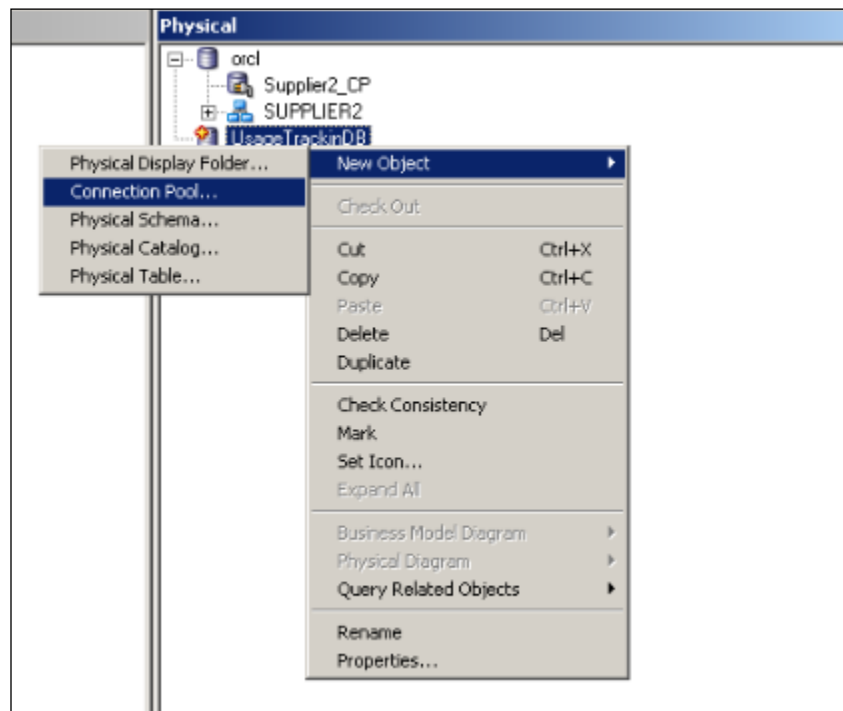 Physical
orcl
Supplier2_CP
SUPPLIER2
UsageTrackinDB
Physical Display Folder...
Connection Pool...
Physical Schema...
Physical Catalog...
Physical Table...
New Object
Check Out
Cut Ctrl+X
Copy Ctrl+C
Paste Ctrl+V
Delete Del
Duplicate
Check Consistency
Mark
Set Icon...
Expand All
Business Model Diagram
Physical Diagram
Query Related Objects
Rename
Properties...